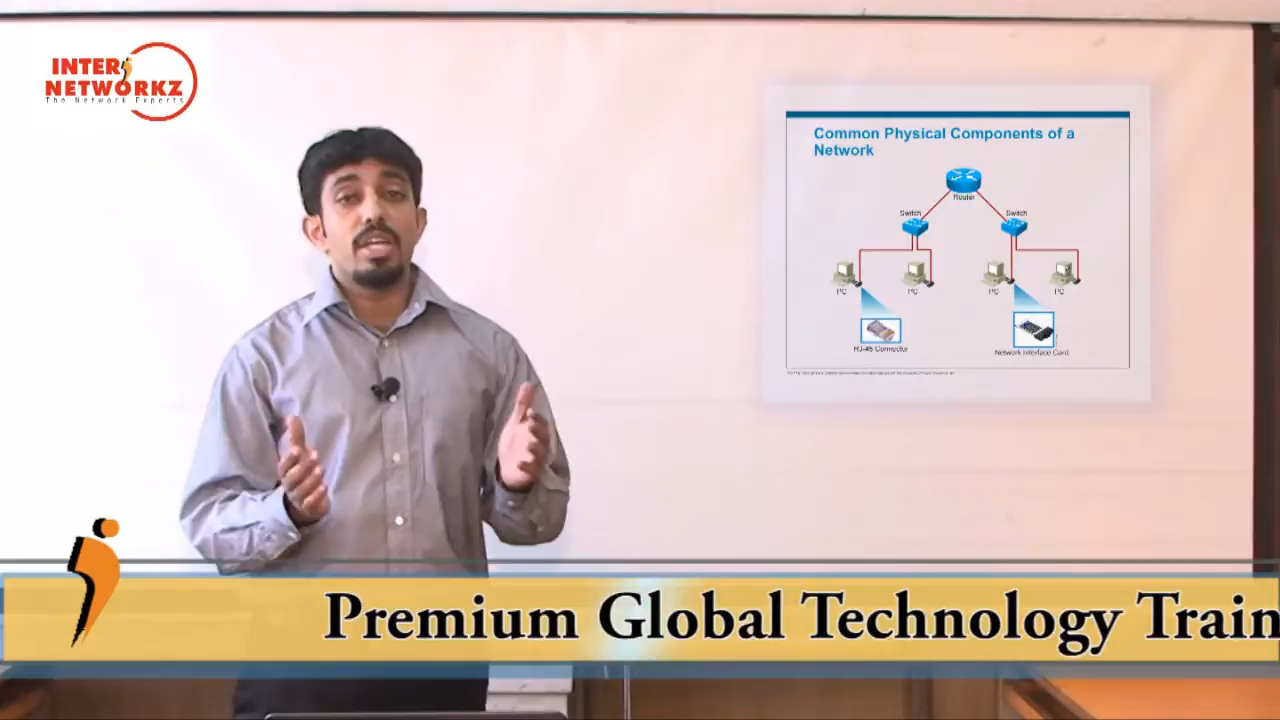 INTER NETWORKZ
The Network Experts
Common Physical Components of a
Network
Router
Switch
Switch
PC
PC
PC
PC
RJ-45 Connector
Network Interface Card
Premium Global Technology Train